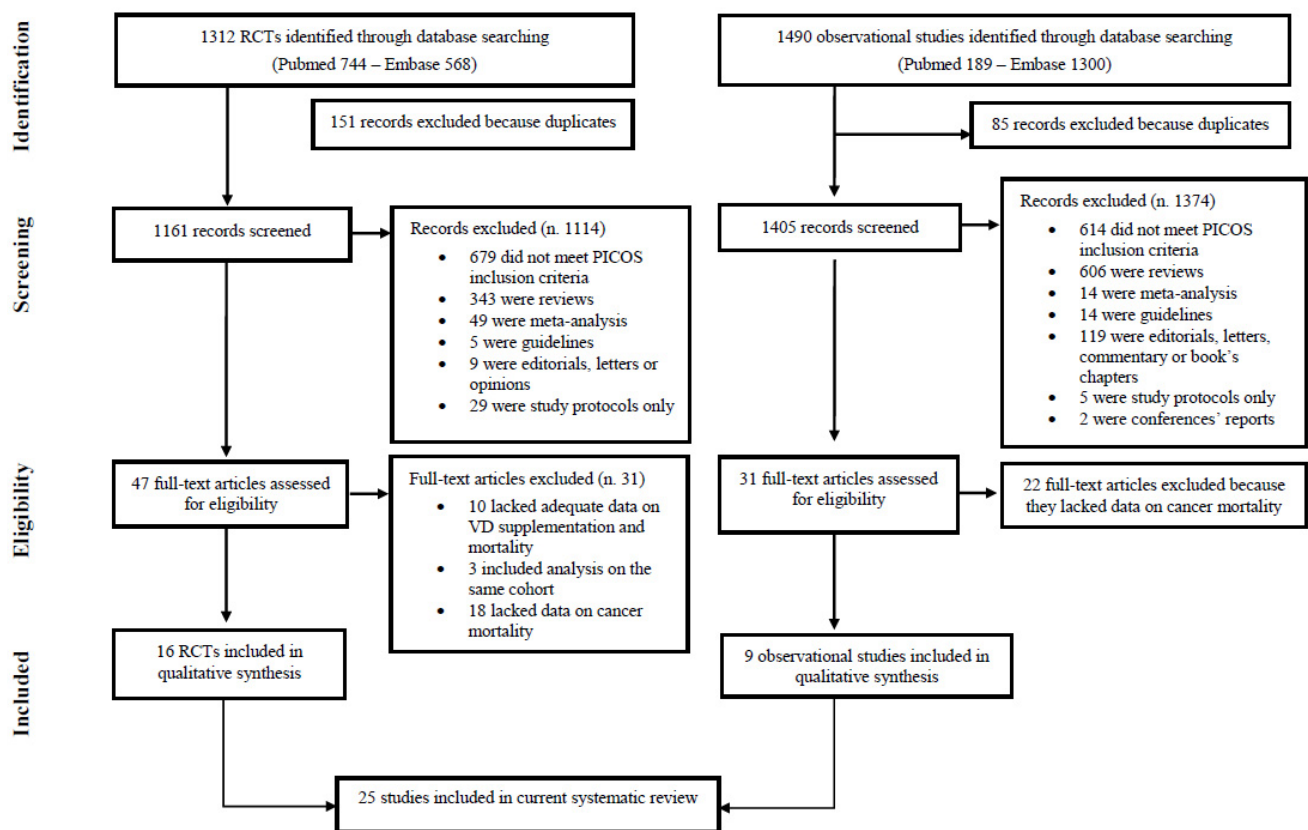 Identification
1312 RCTs identified through database searching
(Pubmed 744 – Embase 568)
1490 observational studies identified through database searching
(Pubmed 189 – Embase 1300)
151 records excluded because duplicates
85 records excluded because duplicates
Screening
1161 records screened
Records excluded (n. 1114)
• 679 did not meet PICOS
inclusion criteria
• 343 were reviews
• 49 were meta-analysis
• 5 were guidelines
• 9 were editorials, letters or
opinions
• 29 were study protocols only
1405 records screened
Records excluded (n. 1374)
• 614 did not meet PICOS
inclusion criteria
• 606 were reviews
• 14 were meta-analysis
• 14 were guidelines
• 119 were editorials, letters,
commentary or book’s
chapters
• 5 were study protocols only
• 2 were conferences’ reports
Eligibility
47 full-text articles assessed
for eligibility
Full-text articles excluded (n. 31)
• 10 lacked adequate data on
VD supplementation and
mortality
• 3 included analysis on the
same cohort
• 18 lacked data on cancer
mortality
31 full-text articles assessed
for eligibility
22 full-text articles excluded because
they lacked data on cancer mortality
Included
16 RCTs included in
qualitative synthesis
9 observational studies included in
qualitative synthesis
25 studies included in current systematic review